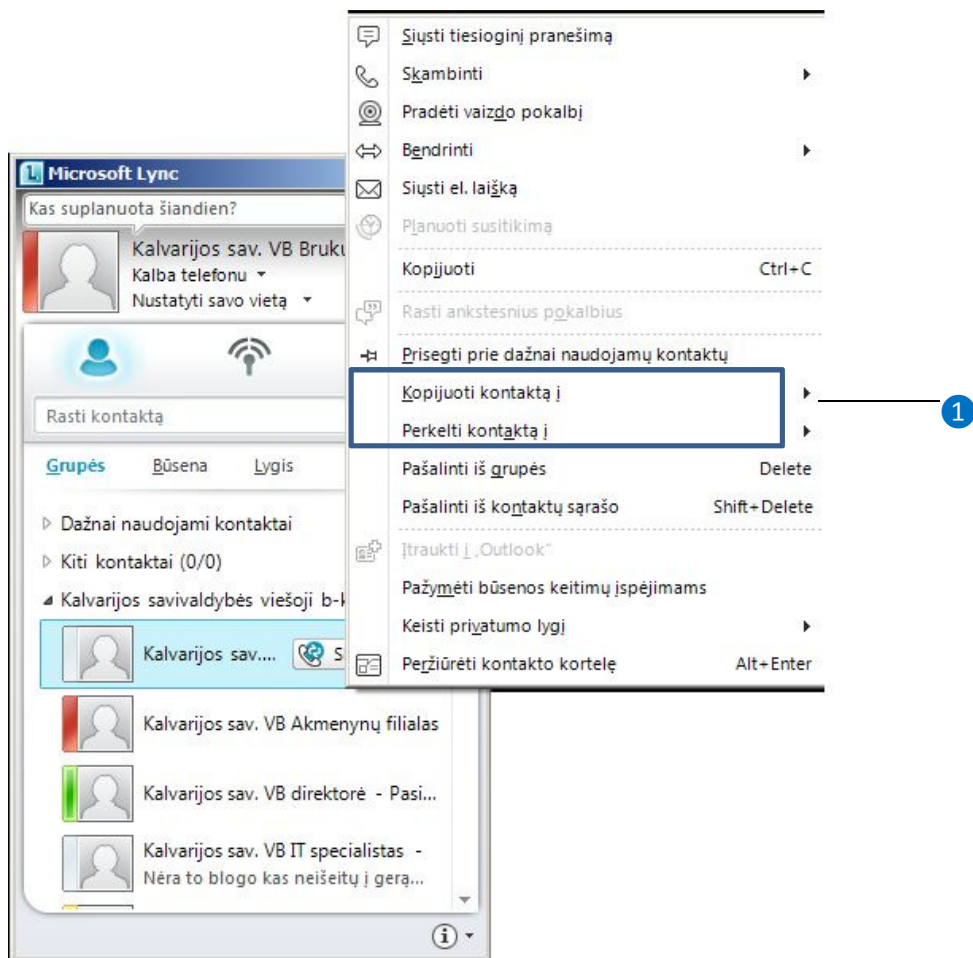 Siųsti tiesioginį pranešimą
Skambinti
Pradėti vaizdo pokalbį
Bendrinti
Siųsti el. laišką
Planuoti susitikimą
Kopijuoti Ctrl+C
Rasti ankstesnius pokalbius
Prisegti prie dažnai naudojamų kontaktų
Kopijuoti kontaktą į
Perkelti kontaktą į
Pašalinti iš grupės Delete
Pašalinti iš kontaktų sąrašo Shift+Delete
Įtraukti į „Outlook“
Pažymėti būsenos keitimų įspėjimams
Keisti privatumo lygį
Peržiūrėti kontakto kortelę Alt+Enter
1
Microsoft Lync
Kas suplanuota šiandien?
Kalvarijos sav. VB
Kalba telefonu
Nustatyti savo vietą
Rasti kontaktą
Grupės Būsena Lygis
Dažnai naudojami kontaktai
Kiti kontaktai (0/0)
Kalvarijos savivaldybės viešoji
Kalvarijos sav....
Kalvarijos sav. VB Akmenynų filialas
Kalvarijos sav. VB direktorė - Pasi...
Kalvarijos sav. VB IT specialistas -
Nėra to blogo kas neišeitų į gerą...